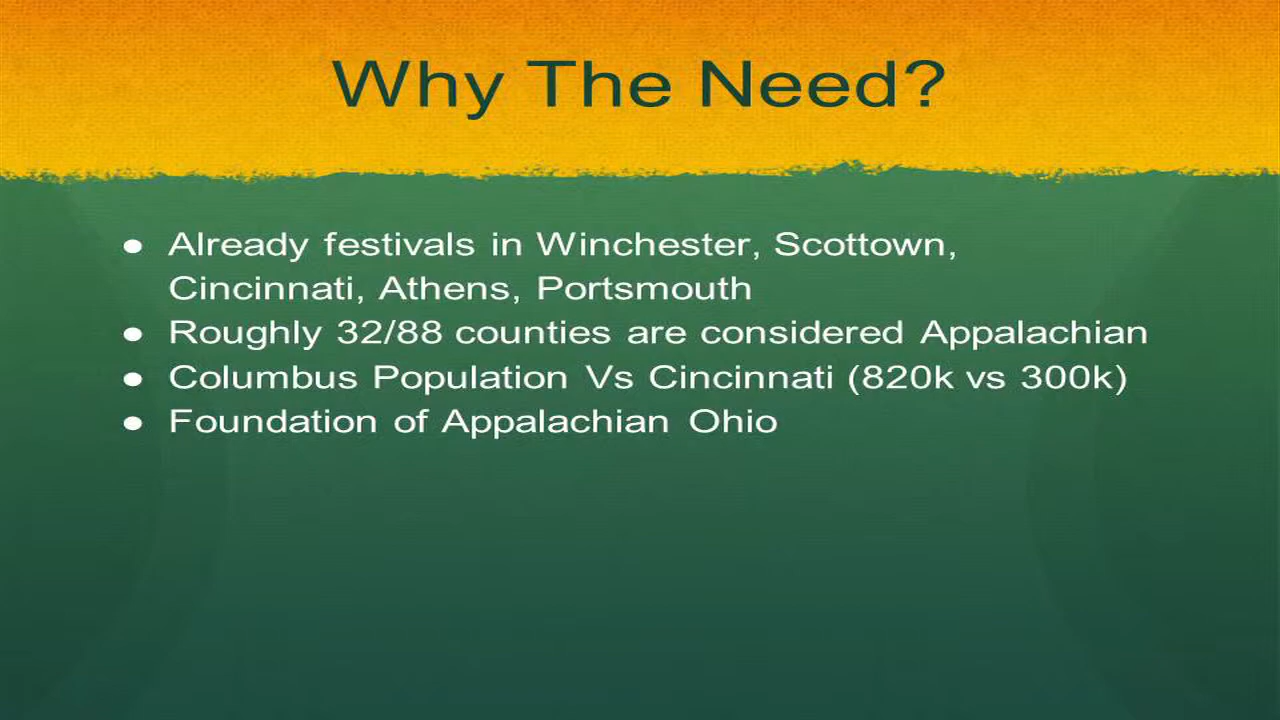 Why The Need?
● Already festivals in Winchester, Scottown,
Cincinnati, Athens, Portsmouth
● Roughly 32/88 counties are considered Appalachian
● Columbus Population Vs Cincinnati (820k vs 300k)
● Foundation of Appalachian Ohio